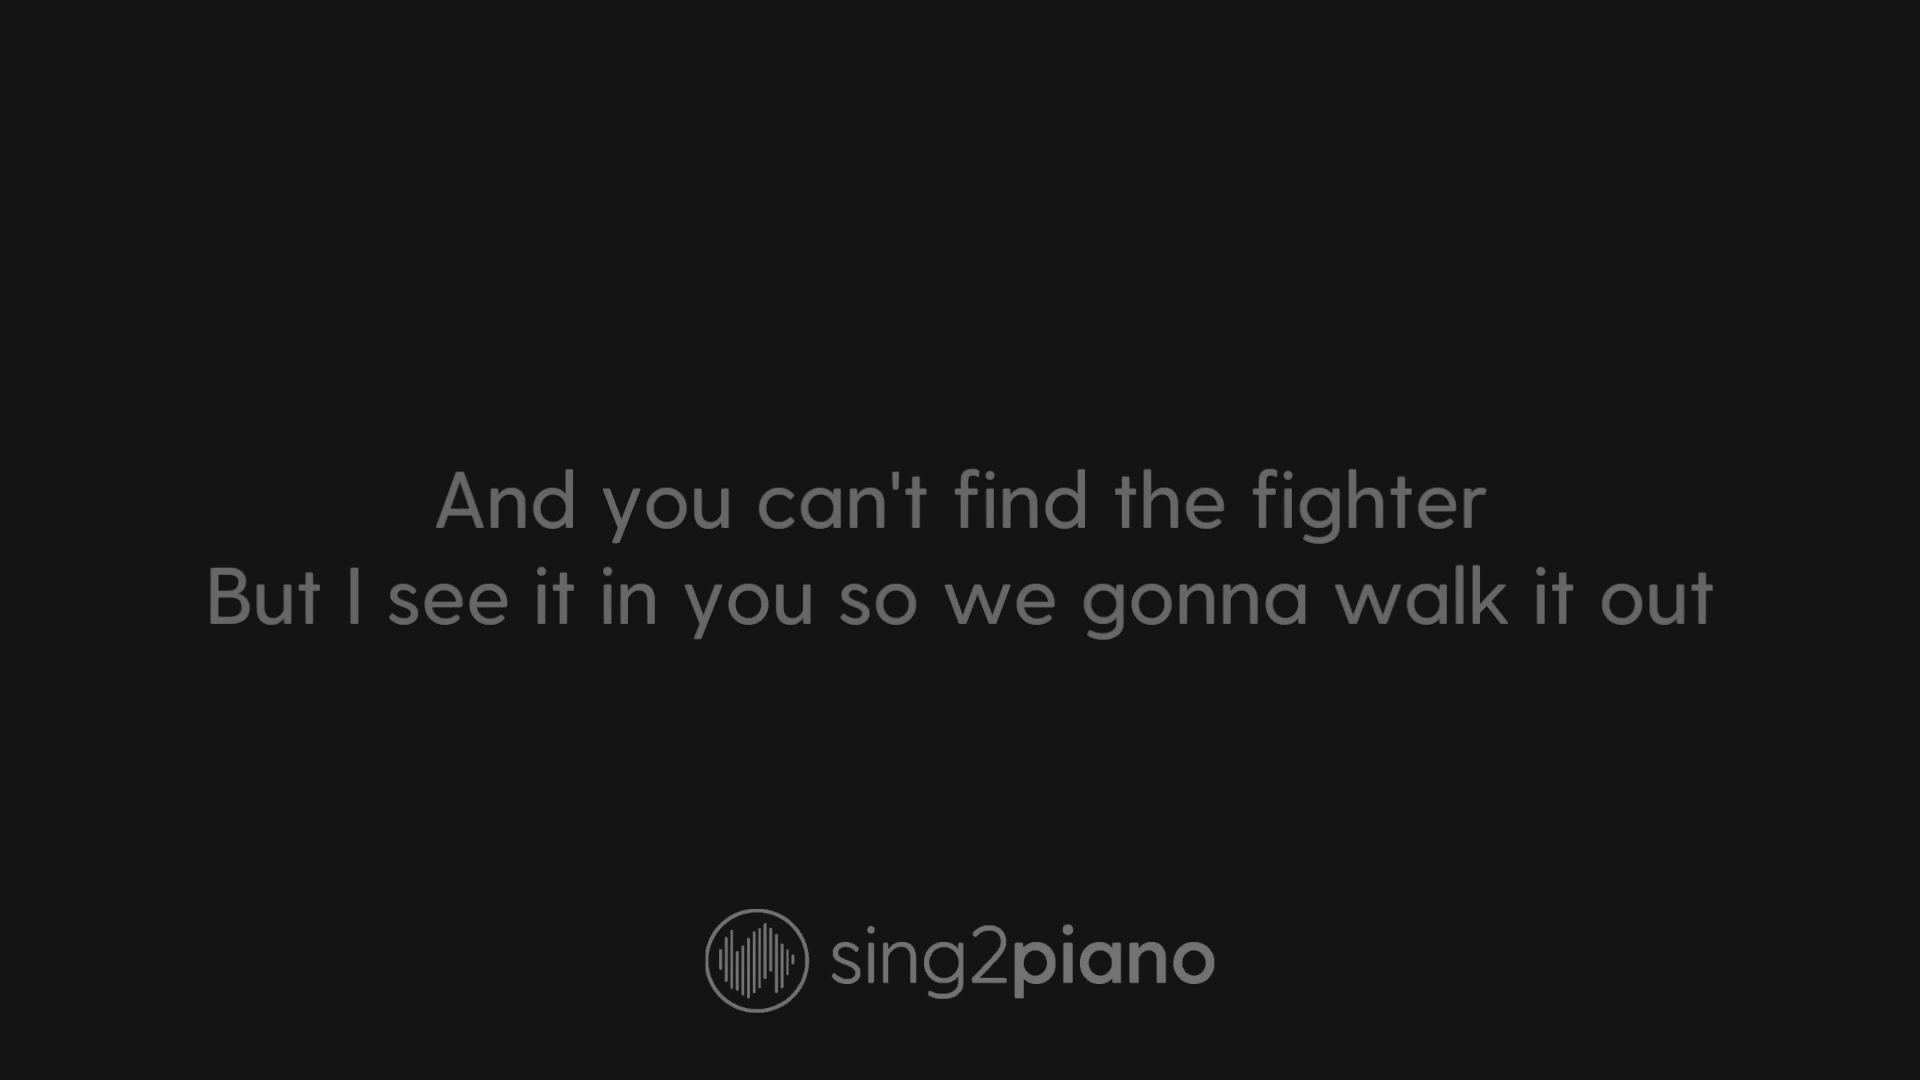 And you can't find the fighter
But I see it in you so we gonna walk it out
sing2piano